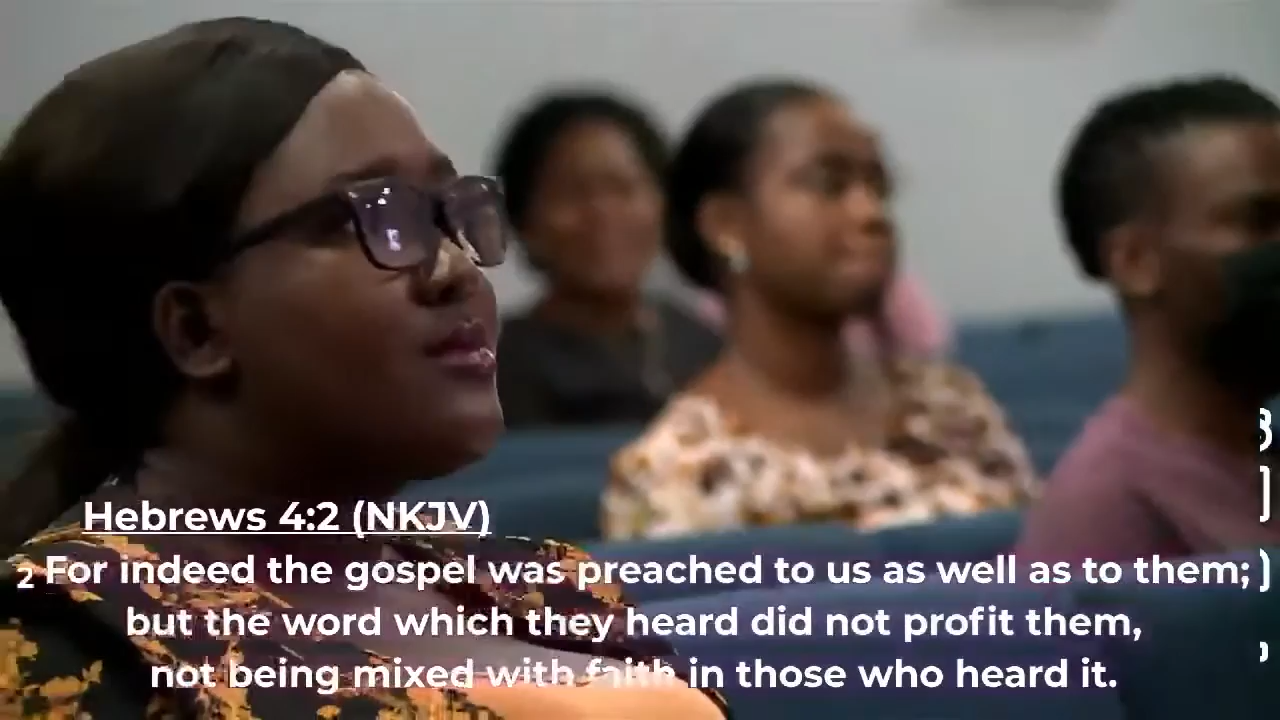 Hebrews 4:2 (NKJV)
2 For indeed the gospel was preached to us as well as to them;
but the word which they heard did not profit them,
not being mixed with faith in those who heard it.